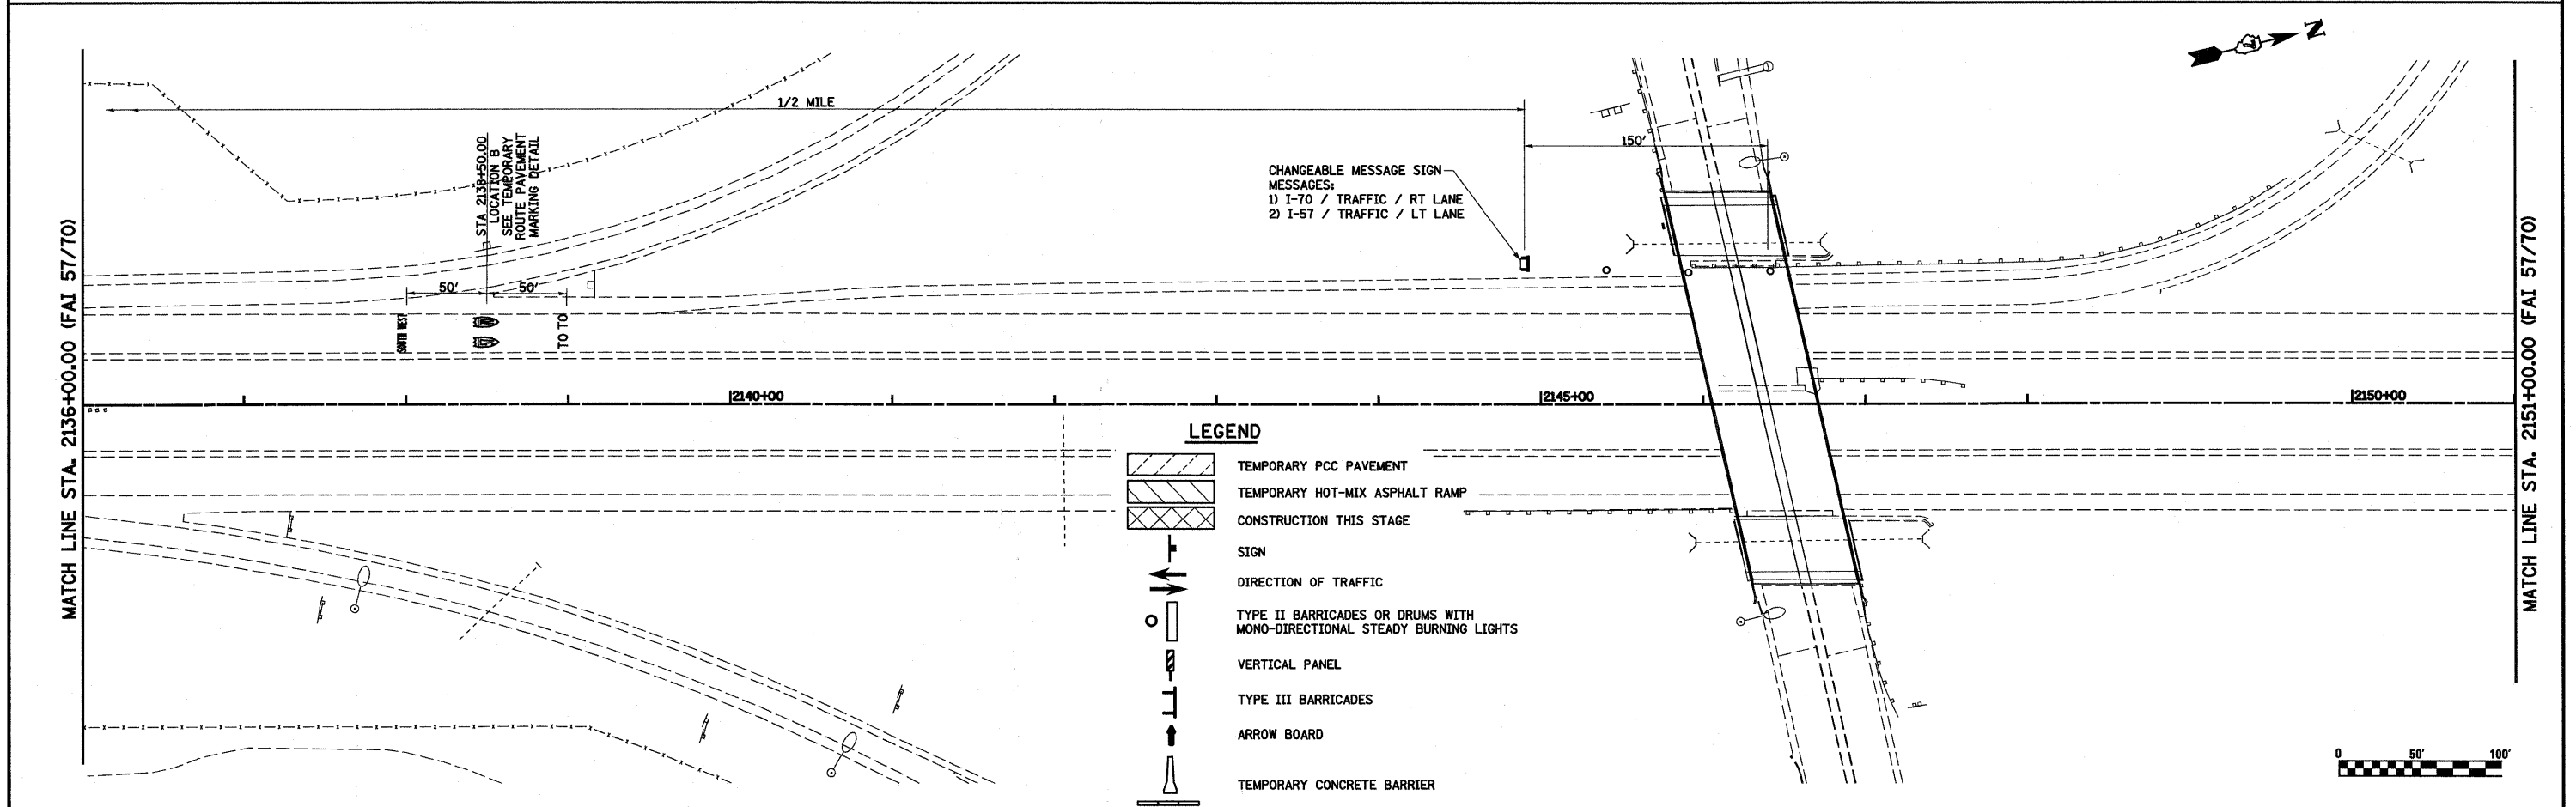 N
1/2 MILE
150'
STA 2138+50.00
LOCATION B
SEE TEMPORARY
ROUTE PAVEMENT
MARKING DETAIL
CHANGEABLE MESSAGE SIGN
MESSAGES:
1) I-70 / TRAFFIC / RT LANE
2) I-57 / TRAFFIC / LT LANE
MATCH LINE STA. 2136+00.00 (FAI 57/70)
MATCH LINE STA. 2151+00.00 (FAI 57/70)
50' 50'
SOUTH WEST
TO TO
2140+00
2145+00
2150+00
LEGEND
TEMPORARY PCC PAVEMENT
TEMPORARY HOT-MIX ASPHALT RAMP
CONSTRUCTION THIS STAGE
SIGN
DIRECTION OF TRAFFIC
TYPE II BARRICADES OR DRUMS WITH
MONO-DIRECTIONAL STEADY BURNING LIGHTS
VERTICAL PANEL
TYPE III BARRICADES
ARROW BOARD
TEMPORARY CONCRETE BARRIER
0 50' 100'